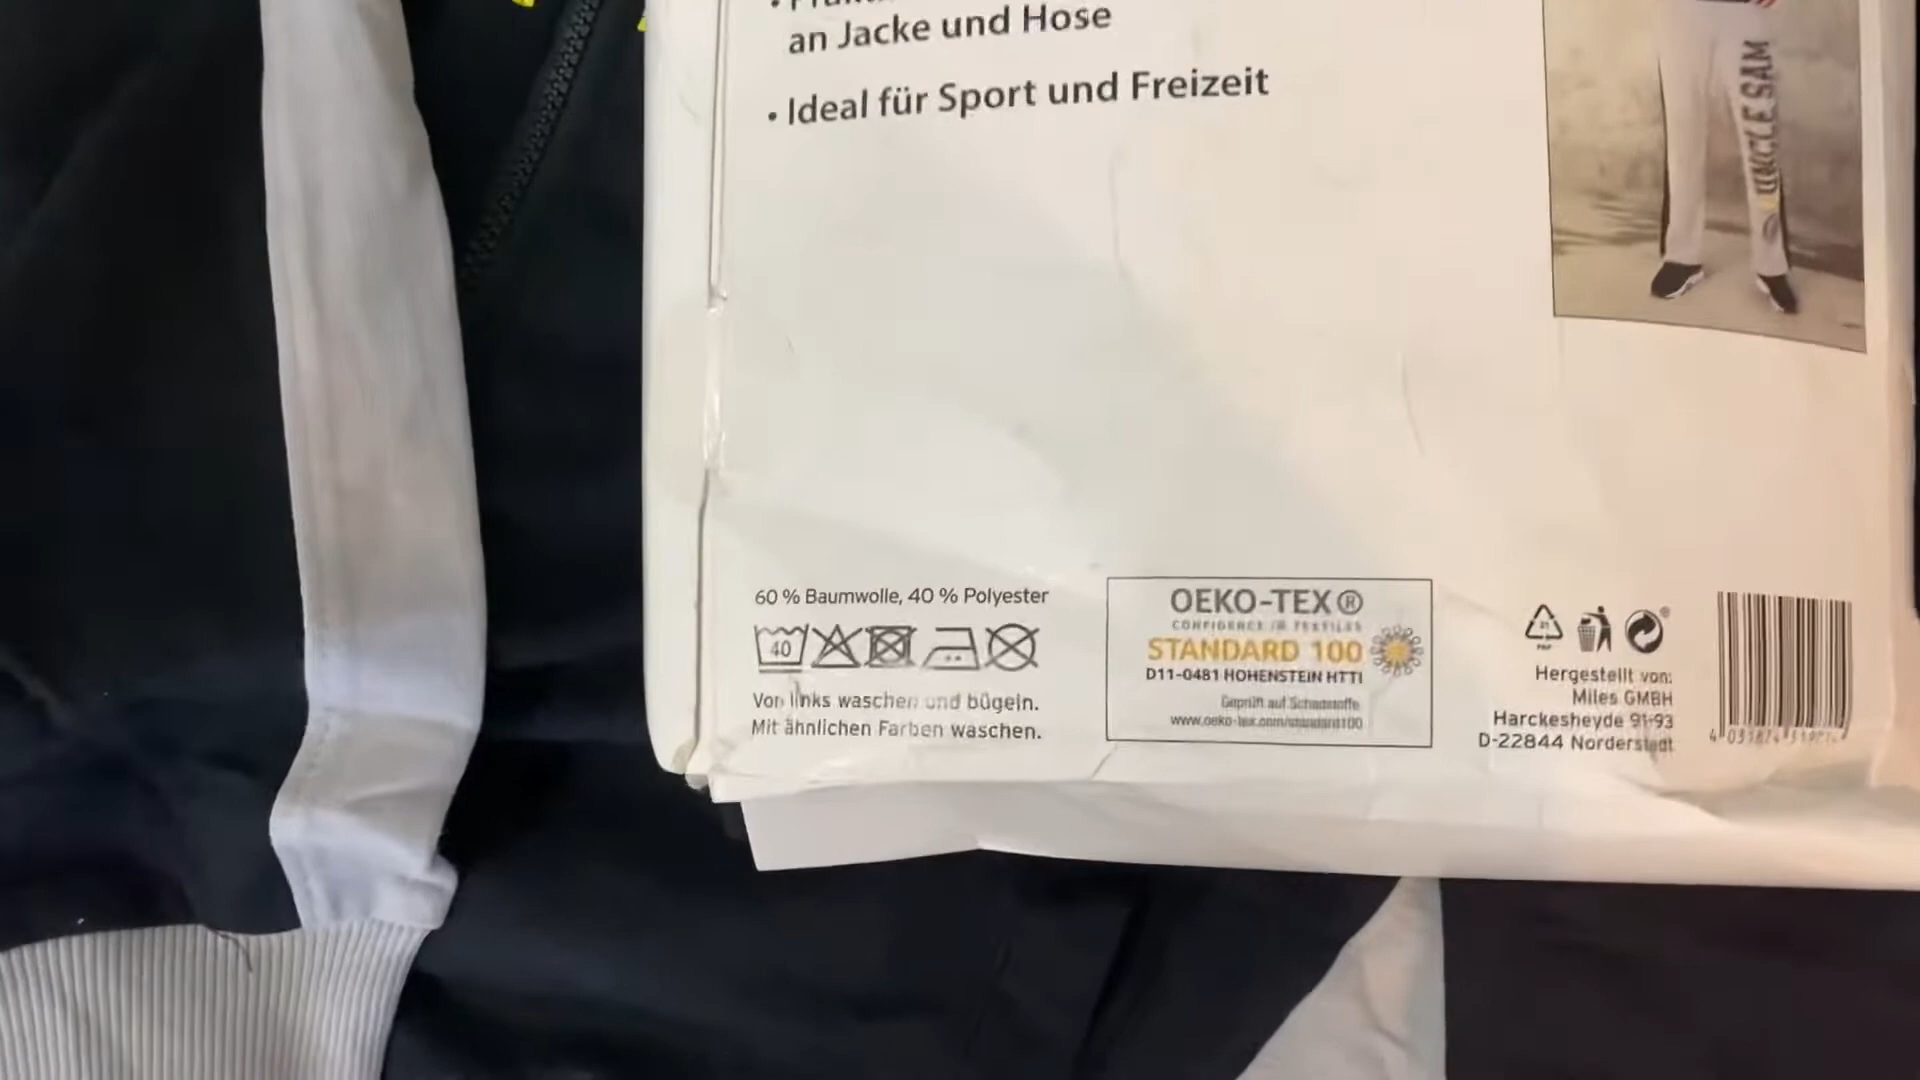 an Jacke und Hose
• Ideal für Sport und Freizeit
UNCLE SAM
60 % Baumwolle, 40 % Polyester
40
Von links waschen und bügeln.
Mit ähnlichen Farben waschen.
OEKO-TEX®
CONFIDENCE IN TEXTILES
STANDARD 100
D11-0481 HOHENSTEIN HTTI
Geprüft auf Schadstoffe
www.oeko-tex.com/standard100
21
PAP
Hergestellt von:
Miles GMBH
Harckesheyde 91-93
D-22844 Norderstedt